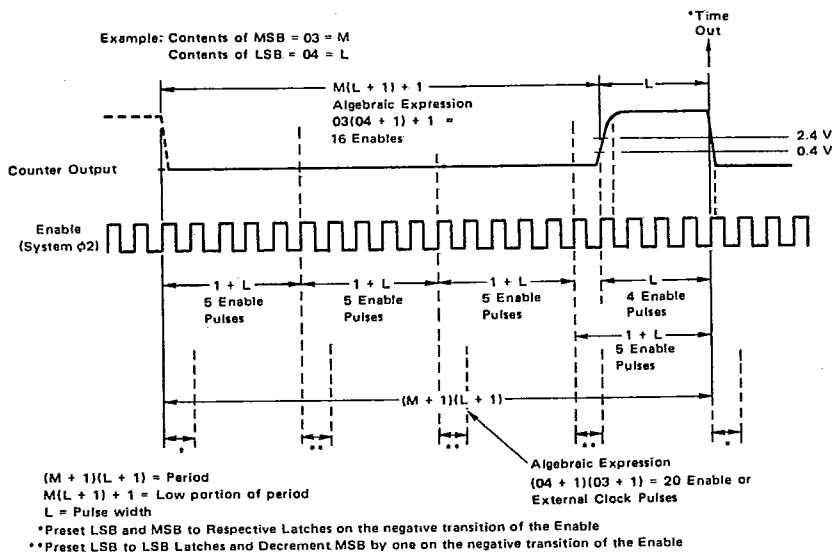 *Time
Out
Example: Contents of MSB = 03 = M
Contents of LSB = 04 = L
M(L + 1) + 1
L
Algebraic Expression
03(04 + 1) + 1 =
16 Enables
2.4 V
0.4 V
Counter Output
Enable
(System ϕ2)
1 + L
5 Enable
Pulses
1 + L
5 Enable
Pulses
1 + L
5 Enable
Pulses
L
4 Enable
Pulses
1 + L
5 Enable
Pulses
(M + 1)(L + 1)
*
**
**
**
*
Algebraic Expression
(04 + 1)(03 + 1) = 20 Enable or
External Clock Pulses
(M + 1)(L + 1) = Period
M(L + 1) + 1 = Low portion of period
L = Pulse width
*Preset LSB and MSB to Respective Latches on the negative transition of the Enable
**Preset LSB to LSB Latches and Decrement MSB by one on the negative transition of the Enable